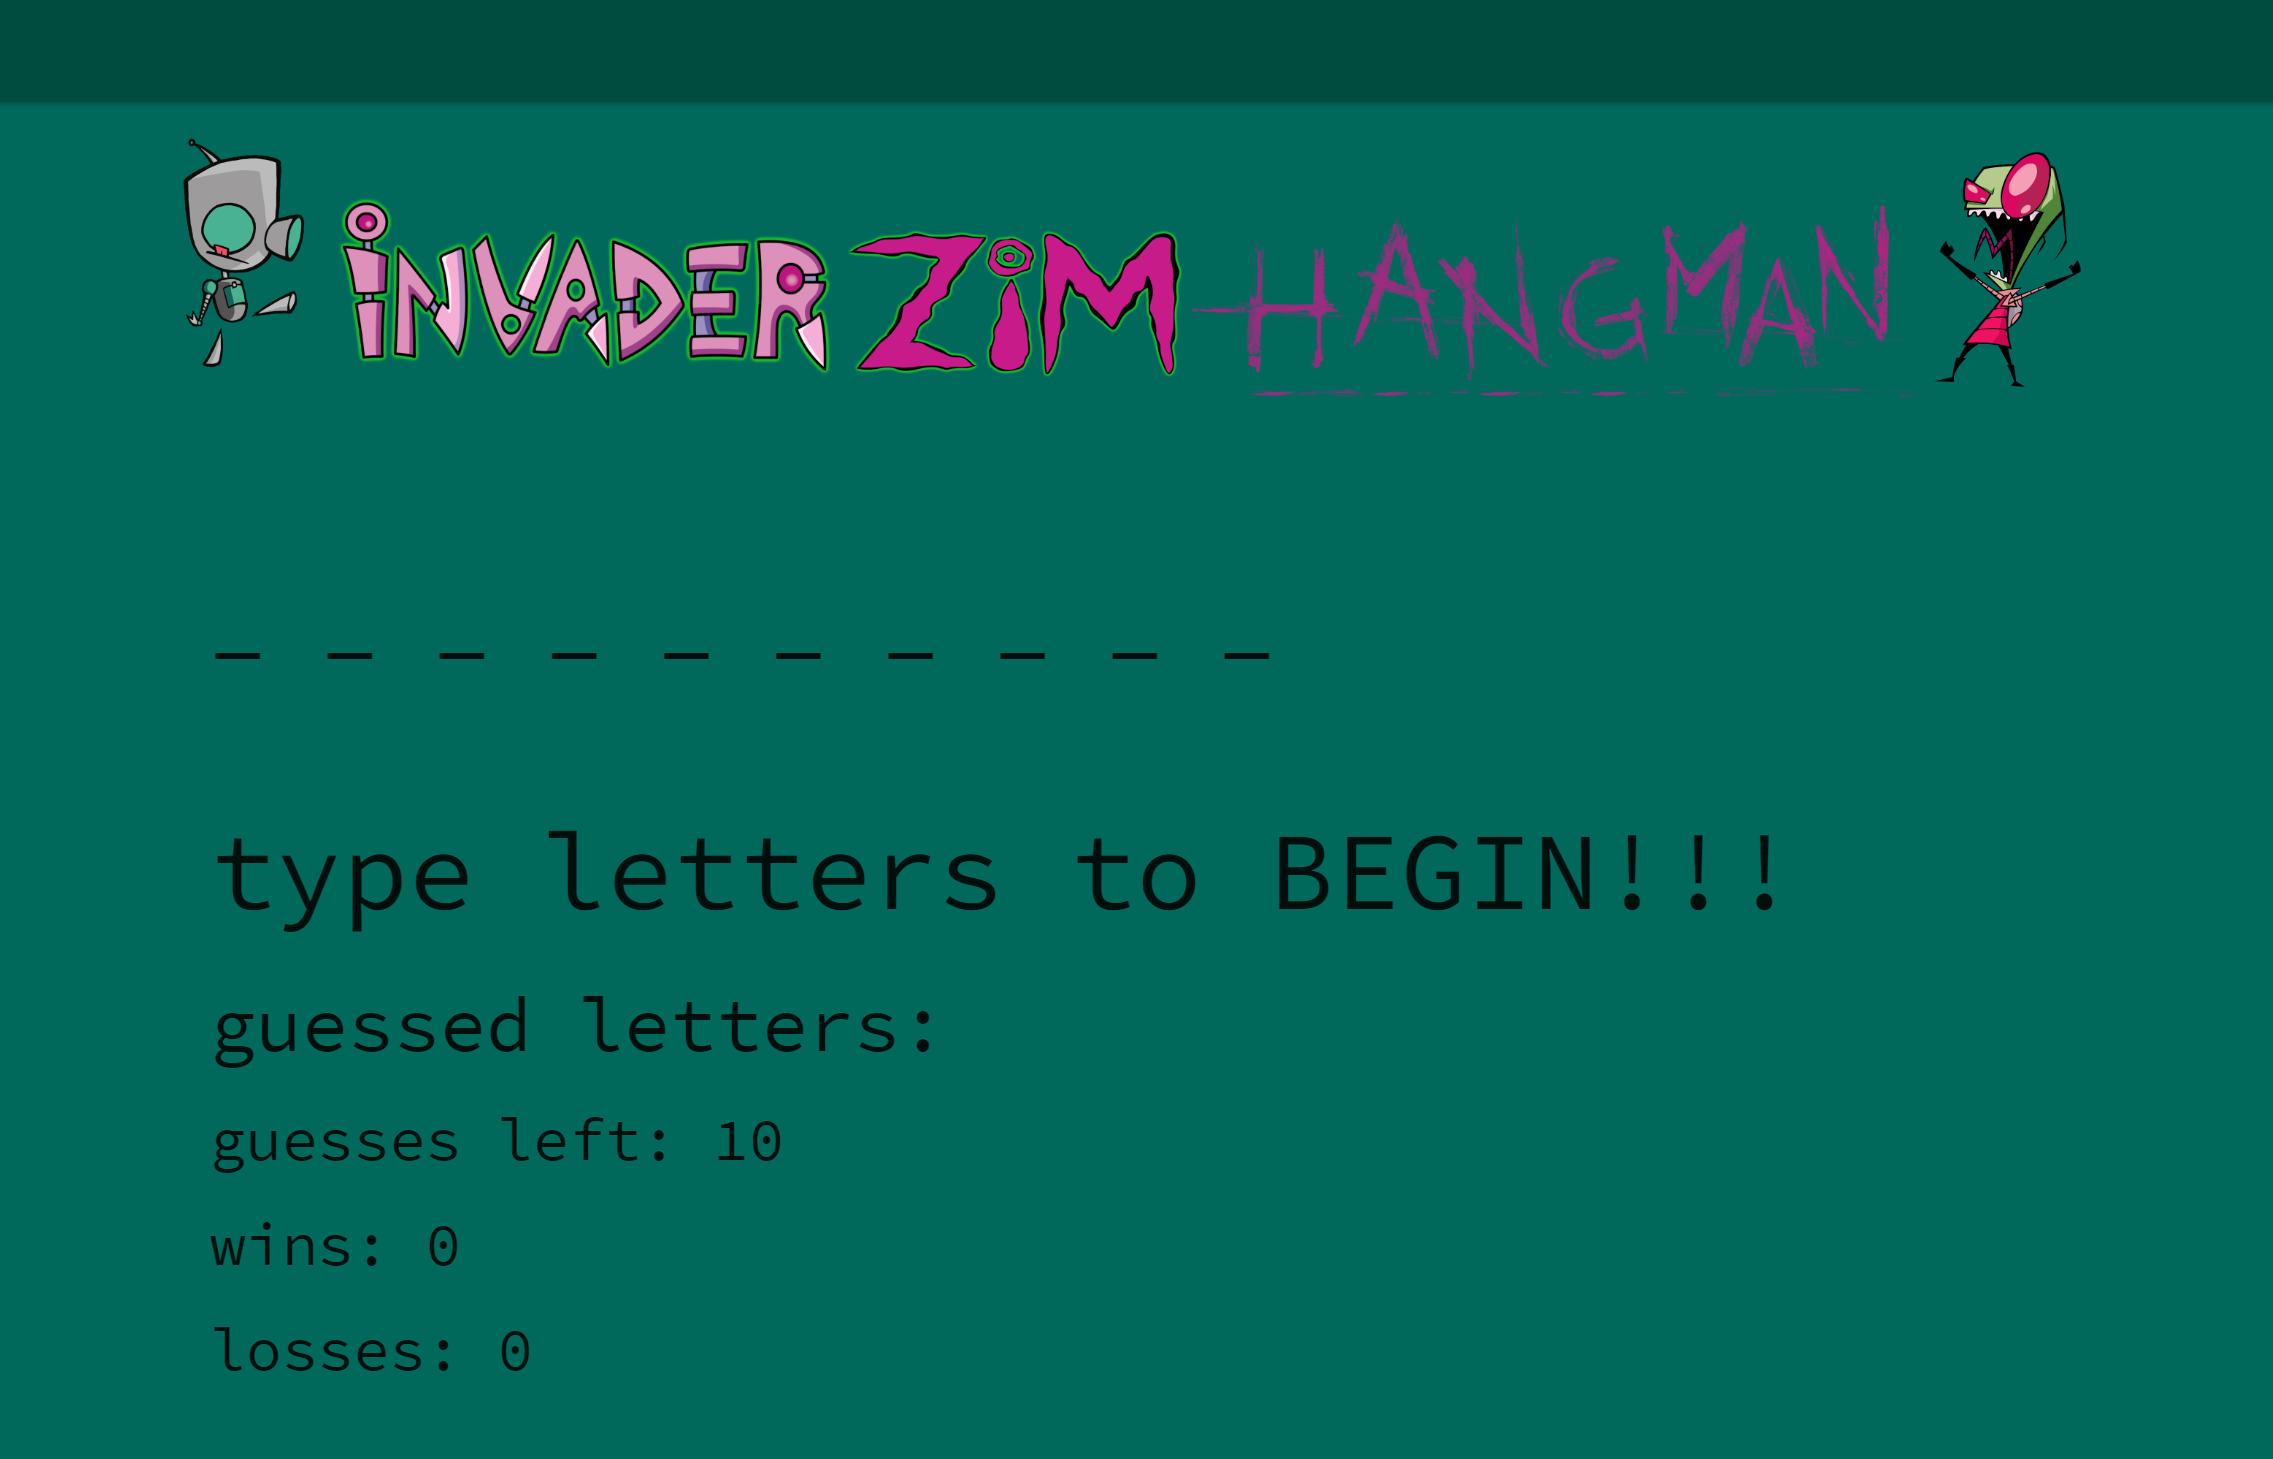 INVADER ZIM HANGMAN
_ _ _ _ _ _ _ _ _ _
type letters to BEGIN!!!
guessed letters:
guesses left: 10
wins: 0
losses: 0